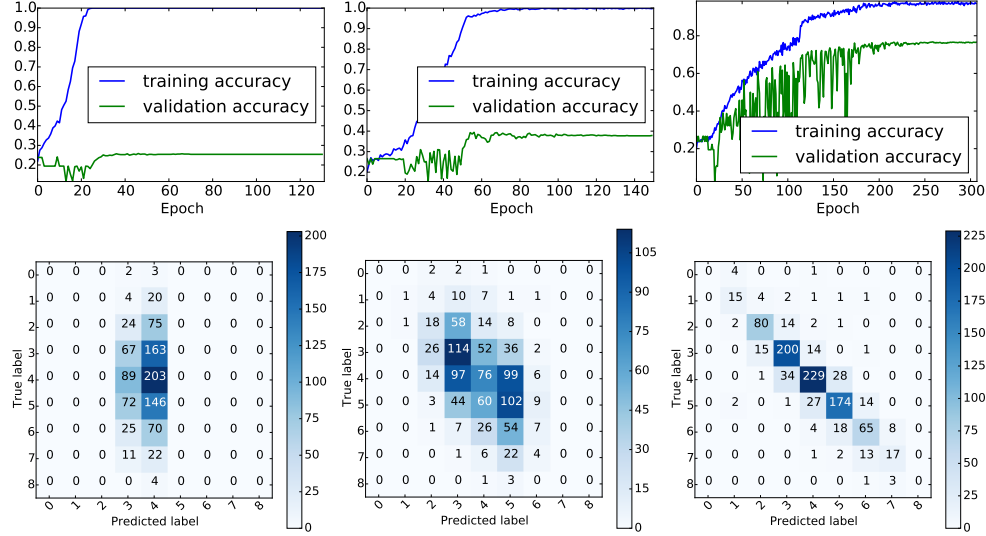 1.0
0.9
0.8
0.7
0.6
0.5
0.4
0.3
0.2
training accuracy
validation accuracy
0 20 40 60 80 100 120
Epoch
1.0
0.9
0.8
0.7
0.6
0.5
0.4
0.3
0.2
training accuracy
validation accuracy
0 20 40 60 80 100 120 140
Epoch
0.8
0.6
0.4
0.2
training accuracy
validation accuracy
0 50 100 150 200 250 300
Epoch
True label
0 0 0 0 2 3 0 0 0 0
1 0 0 0 4 20 0 0 0 0
2 0 0 0 24 75 0 0 0 0
3 0 0 0 67 163 0 0 0 0
4 0 0 0 89 203 0 0 0 0
5 0 0 0 72 146 0 0 0 0
6 0 0 0 25 70 0 0 0 0
7 0 0 0 11 22 0 0 0 0
8 0 0 0 0 4 0 0 0 0
0 1 2 3 4 5 6 7 8
Predicted label
200
175
150
125
100
75
50
25
0
True label
0 0 0 2 2 1 0 0 0 0
1 0 1 4 10 7 1 1 0 0
2 0 1 18 58 14 8 0 0 0
3 0 0 26 114 52 36 2 0 0
4 0 0 14 97 76 99 6 0 0
5 0 0 3 44 60 102 9 0 0
6 0 0 1 7 26 54 7 0 0
7 0 0 0 1 6 22 4 0 0
8 0 0 0 0 1 3 0 0 0
0 1 2 3 4 5 6 7 8
Predicted label
105
90
75
60
45
30
15
0
True label
0 0 4 0 0 1 0 0 0 0
1 0 15 4 2 1 1 1 0 0
2 0 2 80 14 2 1 0 0 0
3 0 0 15 200 14 1 0 0 0
4 0 0 1 34 229 28 0 0 0
5 0 2 0 1 27 174 14 0 0
6 0 0 0 0 4 18 65 8 0
7 0 0 0 0 1 2 13 17 0
8 0 0 0 0 0 0 1 3 0
0 1 2 3 4 5 6 7 8
Predicted label
225
200
175
150
125
100
75
50
25
0